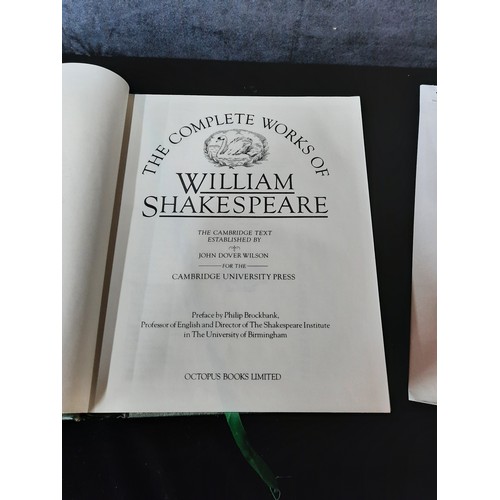 THE COMPLETE WORKS OF
WILLIAM
SHAKESPEARE
THE CAMBRIDGE TEXT
ESTABLISHED BY
JOHN DOVER WILSON
FOR THE
CAMBRIDGE UNIVERSITY PRESS
Preface by Philip Brockbank,
Professor of English and Director of The Shakespeare Institute
in The University of Birmingham
OCTOPUS BOOKS LIMITED